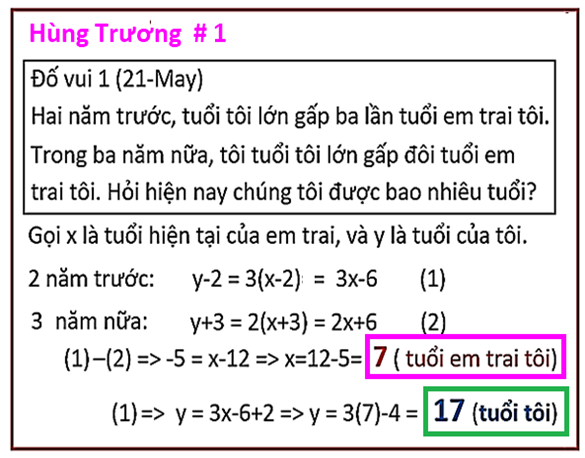 Hùng Trương # 1
Đố vui 1 (21-May)
Hai năm trước, tuổi tôi lớn gấp ba lần tuổi em trai tôi.
Trong ba năm nữa, tôi tuổi tôi lớn gấp đôi tuổi em
trai tôi. Hỏi hiện nay chúng tôi được bao nhiêu tuổi?
Gọi x là tuổi hiện tại của em trai, và y là tuổi của tôi.
2 năm trước: y-2 = 3(x-2) = 3x-6 (1)
3 năm nữa: y+3 = 2(x+3) = 2x+6 (2)
(1)–(2) => -5 = x-12 => x=12-5= 7 ( tuổi em trai tôi)
(1) => y = 3x-6+2 => y = 3(7)-4 = 17 (tuổi tôi)